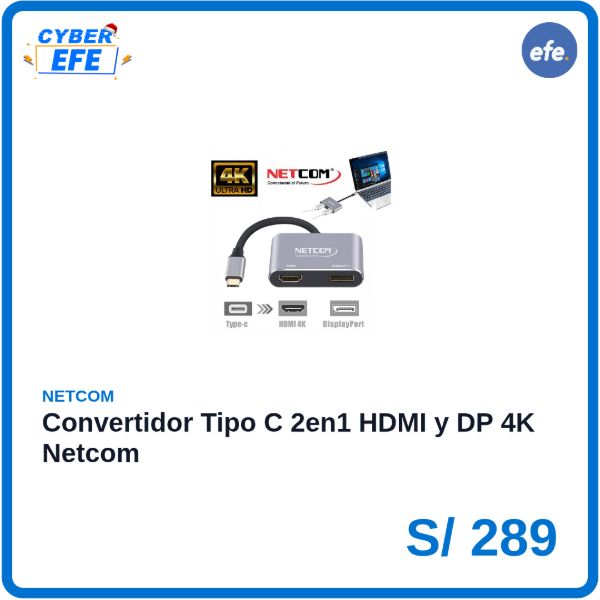 CYBER
EFE
efe.
4K
ULTRA HD
NETCOM®
Conectando el Futuro
NETCOM
HDMI
Type-c
HDMI 4K
DisplayPort
NETCOM
Convertidor Tipo C 2en1 HDMI y DP 4K
Netcom
S/ 289